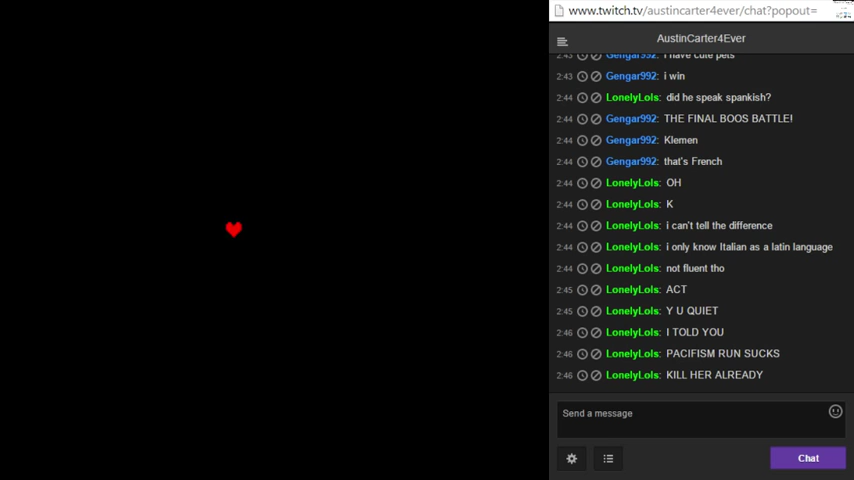 www.twitch.tv/austincarter4ever/chat?popout=
AustinCarter4Ever
2:43 Gengar992: i have cute pets
2:43 Gengar992: i win
2:44 LonelyLols: did he speak spankish?
2:44 Gengar992: THE FINAL BOOS BATTLE!
2:44 Gengar992: Klemen
2:44 Gengar992: that's French
2:44 LonelyLols: OH
2:44 LonelyLols: K
2:44 LonelyLols: i can't tell the difference
2:44 LonelyLols: i only know Italian as a latin language
2:44 LonelyLols: not fluent tho
2:45 LonelyLols: ACT
2:45 LonelyLols: Y U QUIET
2:46 LonelyLols: I TOLD YOU
2:46 LonelyLols: PACIFISM RUN SUCKS
2:46 LonelyLols: KILL HER ALREADY
Send a message
Chat